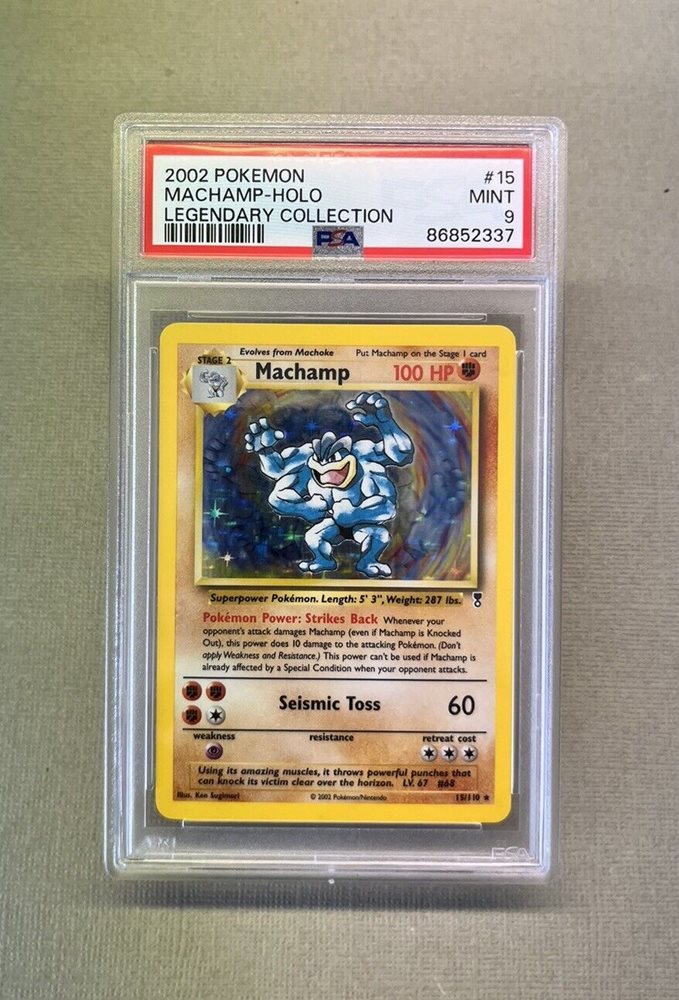 2002 POKEMON #15
MACHAMP-HOLO MINT
LEGENDARY COLLECTION 9
PSA 86852337
Evolves from Machoke Put Machamp on the Stage 1 card
STAGE 2
Machamp 100 HP
Superpower Pokémon. Length: 5' 3", Weight: 287 lbs.
Pokémon Power: Strikes Back Whenever your
opponent's attack damages Machamp (even if Machamp is Knocked
Out), this power does 10 damage to the attacking Pokémon. (Don't
apply Weakness and Resistance.) This power can't be used if Machamp is
already affected by a Special Condition when your opponent attacks.
Seismic Toss 60
weakness resistance retreat cost
Using its amazing muscles, it throws powerful punches that
can knock its victim clear over the horizon. LV. 67 #68
Illus. Ken Sugimori © 2002 Pokémon/Nintendo 15/110 ★
PSA